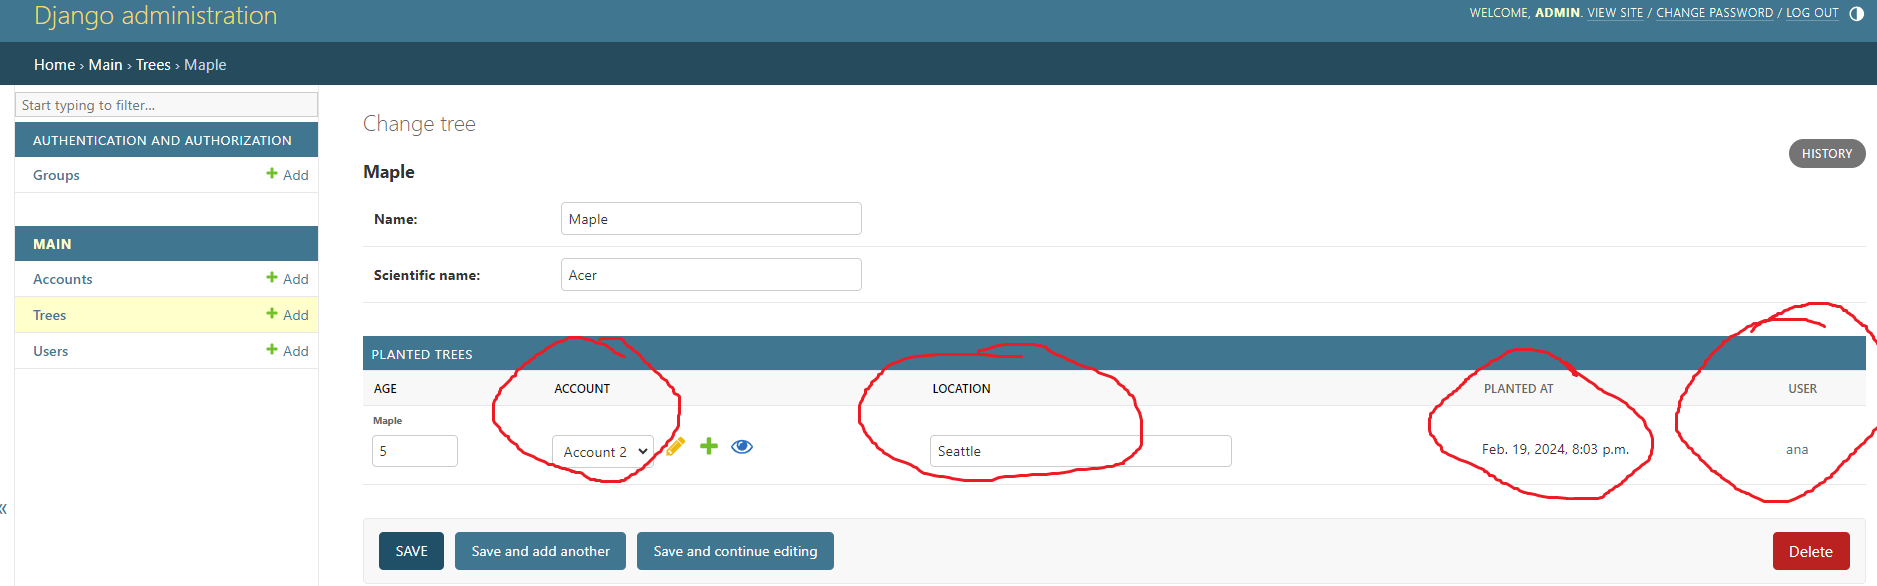 Django administration
WELCOME, ADMIN. VIEW SITE / CHANGE PASSWORD / LOG OUT
Home › Main › Trees › Maple
Start typing to filter...
AUTHENTICATION AND AUTHORIZATION
Groups + Add
MAIN
Accounts + Add
Trees + Add
Users + Add
«
Change tree
HISTORY
Maple
Name: Maple
Scientific name: Acer
PLANTED TREES
AGE ACCOUNT LOCATION PLANTED AT USER
Maple
5 Account 2 Seattle Feb. 19, 2024, 8:03 p.m. ana
SAVE Save and add another Save and continue editing Delete